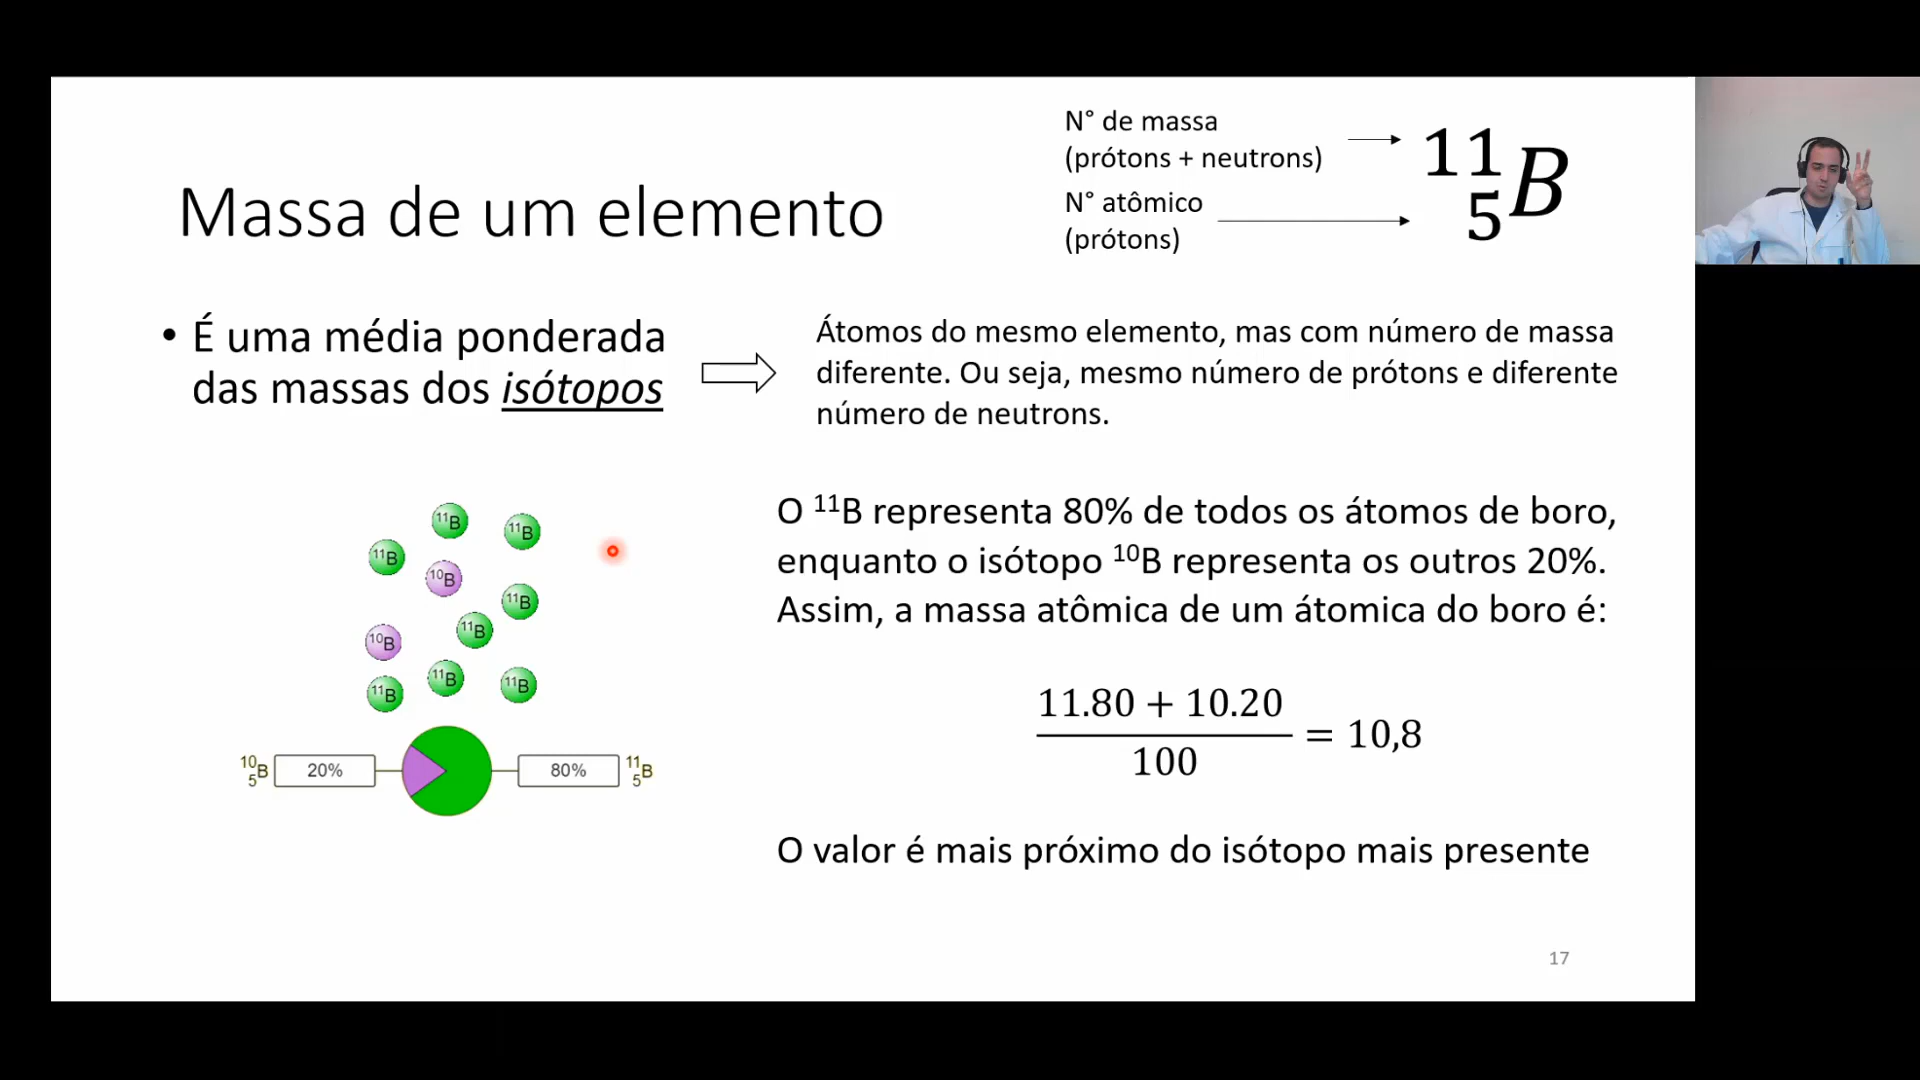 N° de massa
(prótons + neutrons)
N° atômico
(prótons)
11
5
B
Massa de um elemento
• É uma média ponderada
das massas dos isótopos
Átomos do mesmo elemento, mas com número de massa
diferente. Ou seja, mesmo número de prótons e diferente
número de neutrons.
¹¹B
¹¹B
¹¹B
¹⁰B
¹¹B
¹¹B
¹⁰B
¹¹B
¹¹B
¹¹B
¹⁰₅B 20% 80% ¹¹₅B
O ¹¹B representa 80% de todos os átomos de boro,
enquanto o isótopo ¹⁰B representa os outros 20%.
Assim, a massa atômica de um átomica do boro é:
11.80 + 10.20
100
= 10,8
O valor é mais próximo do isótopo mais presente
17